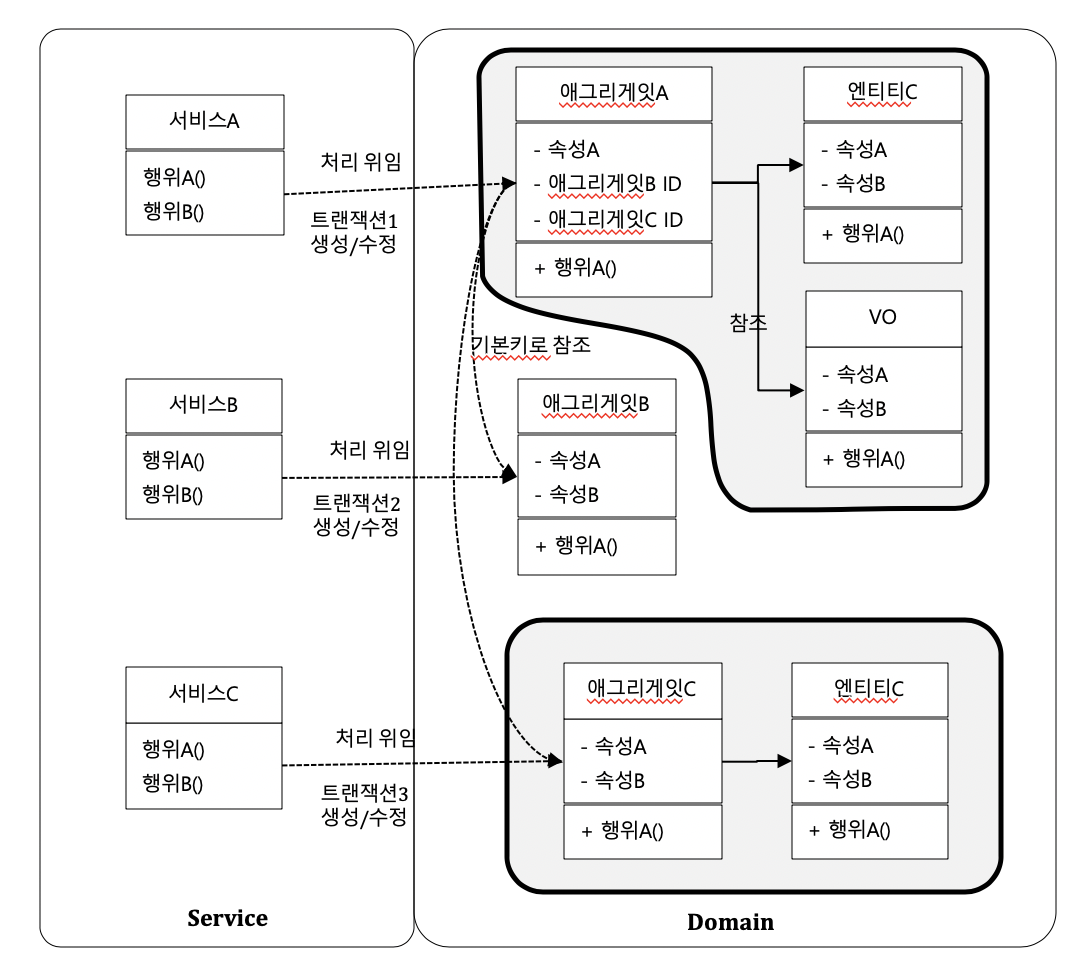 서비스A
행위A()
행위B()
처리 위임
트랜잭션1
생성/수정
애그리게잇A
- 속성A
- 애그리게잇B ID
- 애그리게잇C ID
+ 행위A()
엔티티C
- 속성A
- 속성B
+ 행위A()
참조
VO
- 속성A
- 속성B
+ 행위A()
기본키로 참조
서비스B
행위A()
행위B()
처리 위임
트랜잭션2
생성/수정
애그리게잇B
- 속성A
- 속성B
+ 행위A()
서비스C
행위A()
행위B()
처리 위임
트랜잭션3
생성/수정
애그리게잇C
- 속성A
- 속성B
+ 행위A()
엔티티C
- 속성A
- 속성B
+ 행위A()
Service
Domain